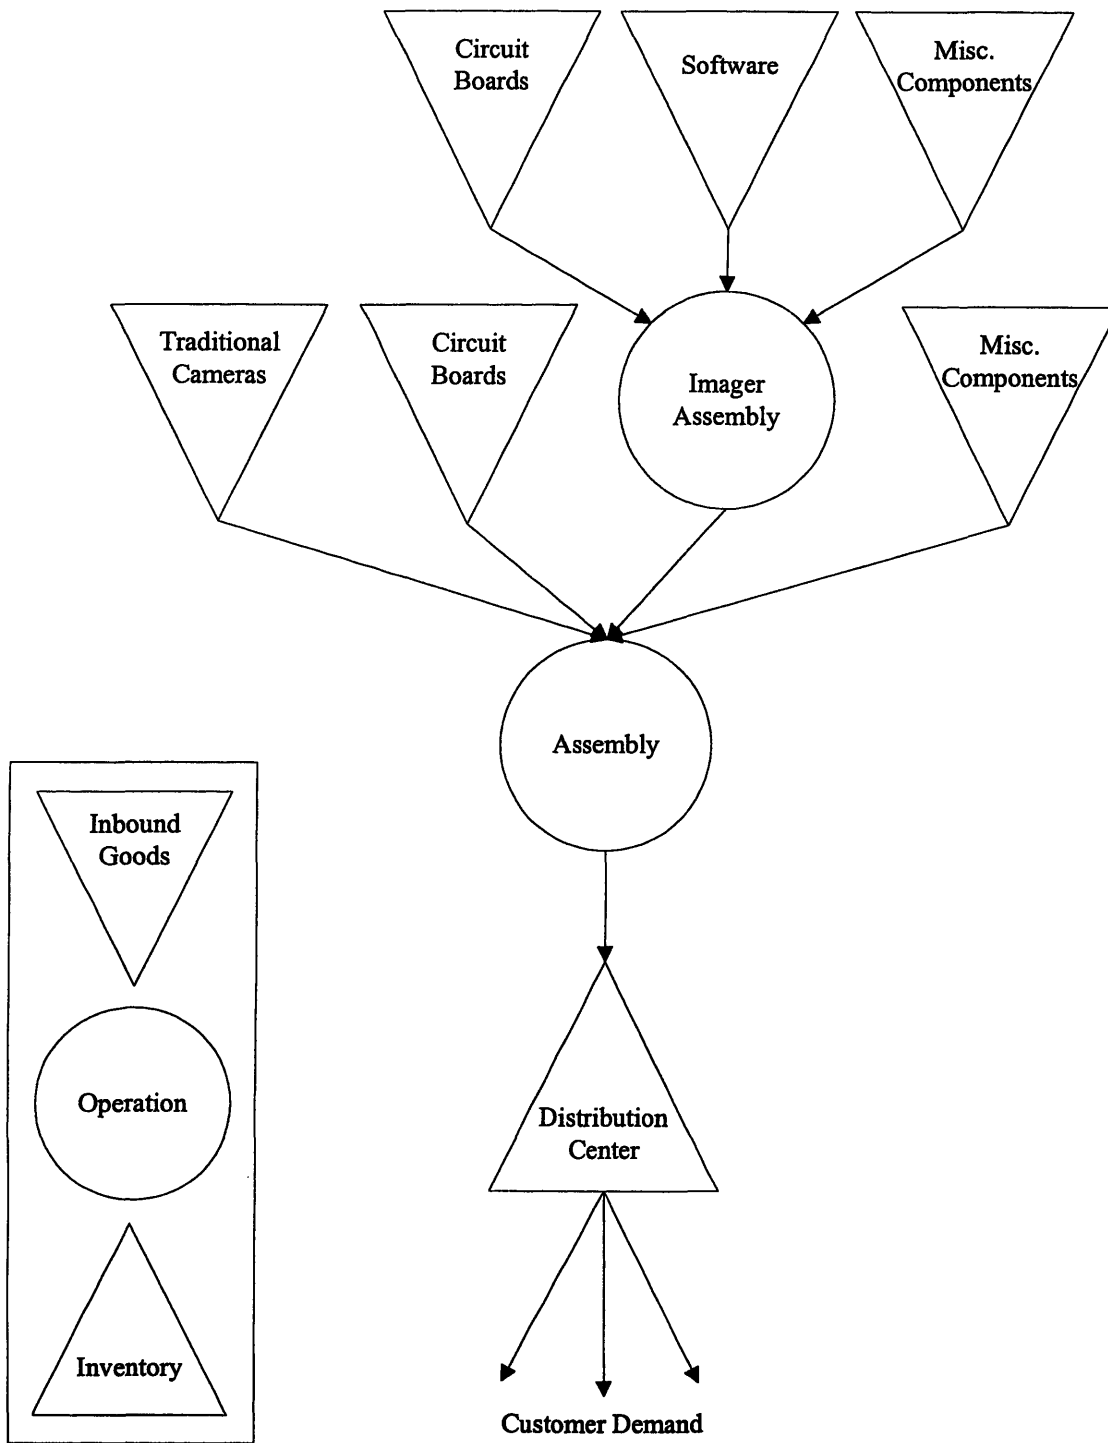 Circuit
Boards
Software
Misc.
Components
Traditional
Cameras
Circuit
Boards
Imager
Assembly
Misc.
Components
Assembly
Inbound
Goods
Operation
Inventory
Distribution
Center
Customer Demand